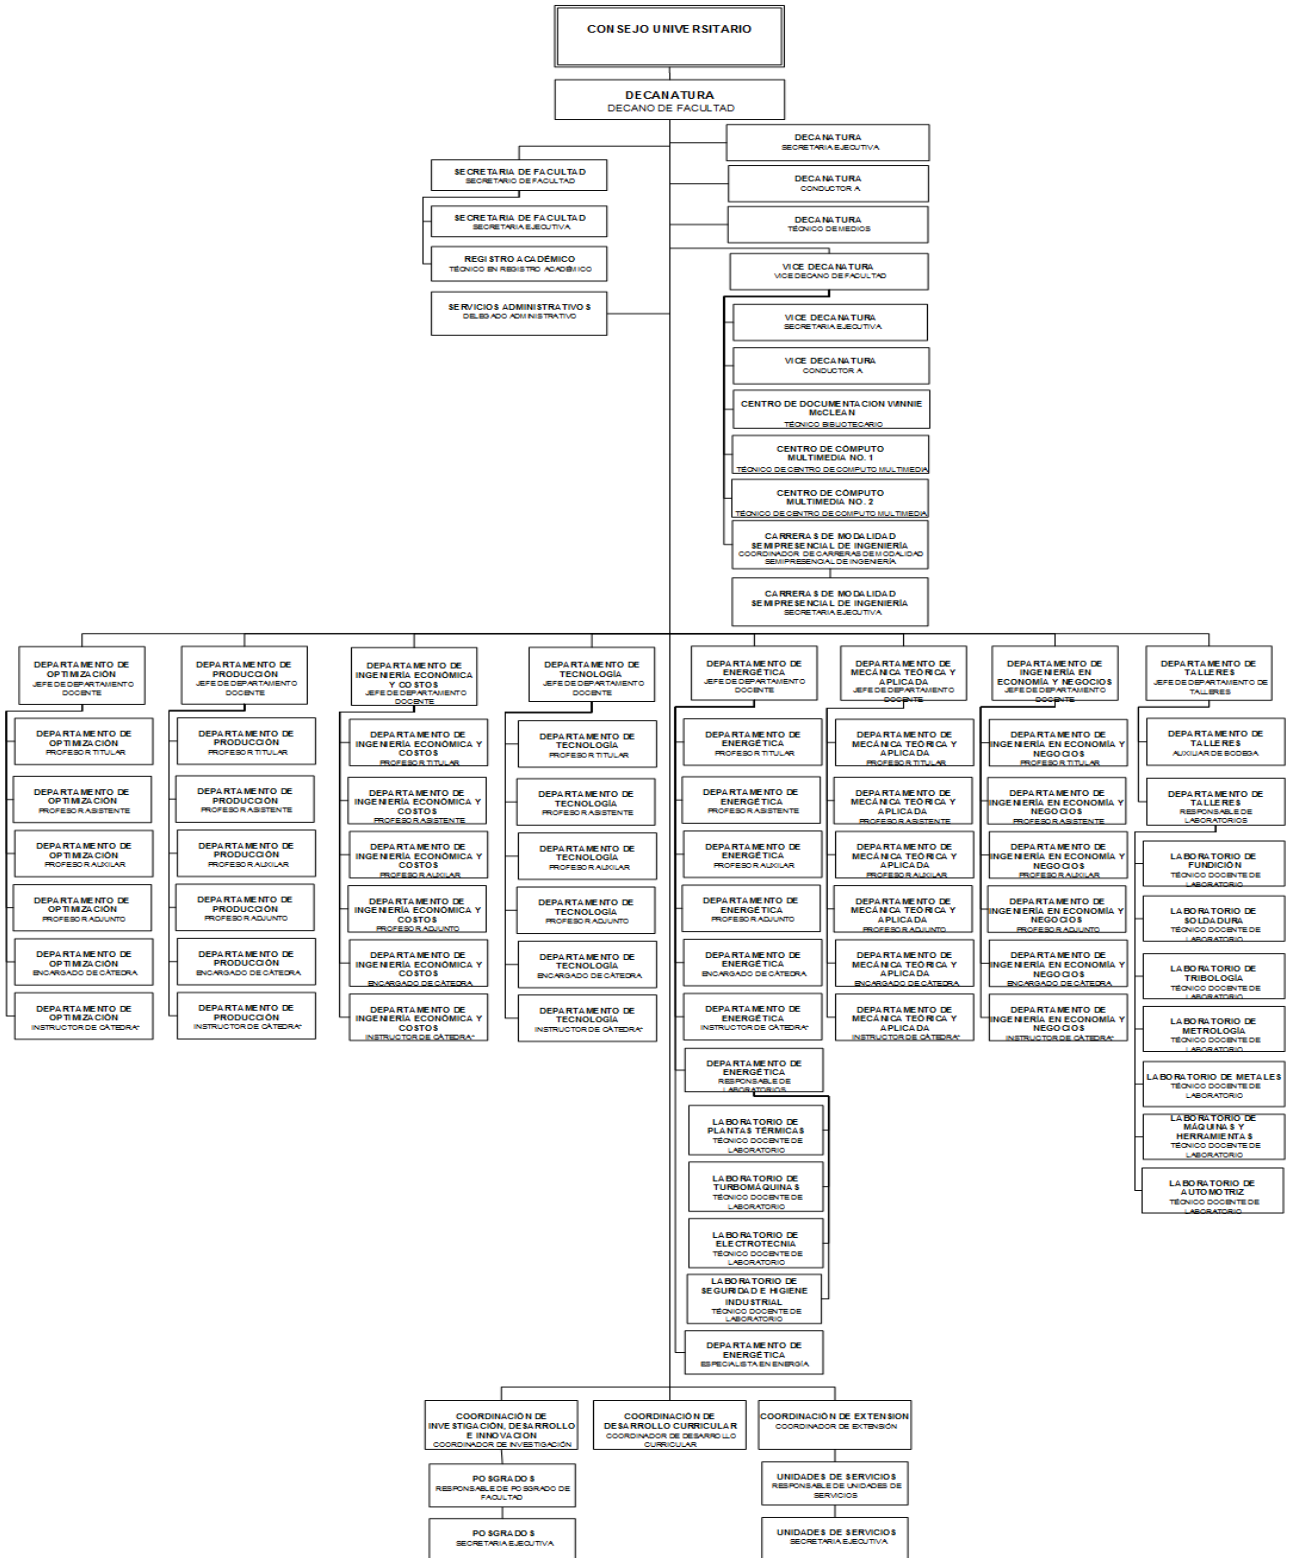 CONSEJO UNIVERSITARIO
DECANATURA
DECANO DE FACULTAD
DECANATURA
SECRETARIA EJECUTIVA
DECANATURA
CONDUCTOR A
DECANATURA
TÉCNICO DE MEDIOS
SECRETARIA DE FACULTAD
SECRETARIO DE FACULTAD
SECRETARIA DE FACULTAD
SECRETARIA EJECUTIVA
REGISTRO ACADÉMICO
TÉCNICO EN REGISTRO ACADÉMICO
SERVICIOS ADMINISTRATIVOS
DELEGADO ADMINISTRATIVO
VICE DECANATURA
VICE DECANO DE FACULTAD
VICE DECANATURA
SECRETARIA EJECUTIVA
VICE DECANATURA
CONDUCTOR A
CENTRO DE DOCUMENTACION WINNIE
McCLEAN
TÉCNICO BIBLIOTECARIO
CENTRO DE CÓMPUTO
MULTIMEDIA NO. 1
TÉCNICO DE CENTRO DE COMPUTO MULTIMEDIA
CENTRO DE CÓMPUTO
MULTIMEDIA NO. 2
TÉCNICO DE CENTRO DE COMPUTO MULTIMEDIA
CARRERAS DE MODALIDAD
SEMIPRESENCIAL DE INGENIERÍA
COORDINADOR DE CARRERAS DE MODALIDAD
SEMIPRESENCIAL DE INGENIERÍA
CARRERAS DE MODALIDAD
SEMIPRESENCIAL DE INGENIERÍA
SECRETARIA EJECUTIVA
DEPARTAMENTO DE
OPTIMIZACIÓN
JEFE DE DEPARTAMENTO
DOCENTE
DEPARTAMENTO DE
OPTIMIZACIÓN
PROFESOR TITULAR
DEPARTAMENTO DE
OPTIMIZACIÓN
PROFESOR ASISTENTE
DEPARTAMENTO DE
OPTIMIZACIÓN
PROFESOR AUXILAR
DEPARTAMENTO DE
OPTIMIZACIÓN
PROFESOR ADJUNTO
DEPARTAMENTO DE
OPTIMIZACIÓN
ENCARGADO DE CÁTEDRA
DEPARTAMENTO DE
OPTIMIZACIÓN
INSTRUCTOR DE CÁTEDRA*
DEPARTAMENTO DE
PRODUCCIÓN
JEFE DE DEPARTAMENTO
DOCENTE
DEPARTAMENTO DE
PRODUCCIÓN
PROFESOR TITULAR
DEPARTAMENTO DE
PRODUCCIÓN
PROFESOR ASISTENTE
DEPARTAMENTO DE
PRODUCCIÓN
PROFESOR AUXILAR
DEPARTAMENTO DE
PRODUCCIÓN
PROFESOR ADJUNTO
DEPARTAMENTO DE
PRODUCCIÓN
ENCARGADO DE CÁTEDRA
DEPARTAMENTO DE
PRODUCCIÓN
INSTRUCTOR DE CÁTEDRA*
DEPARTAMENTO DE
INGENIERÍA ECONÓMICA
Y COSTOS
JEFE DE DEPARTAMENTO
DOCENTE
DEPARTAMENTO DE
INGENIERÍA ECONÓMICA Y
COSTOS
PROFESOR TITULAR
DEPARTAMENTO DE
INGENIERÍA ECONÓMICA Y
COSTOS
PROFESOR ASISTENTE
DEPARTAMENTO DE
INGENIERÍA ECONÓMICA Y
COSTOS
PROFESOR AUXILAR
DEPARTAMENTO DE
INGENIERÍA ECONÓMICA Y
COSTOS
PROFESOR ADJUNTO
DEPARTAMENTO DE
INGENIERÍA ECONÓMICA Y
COSTOS
ENCARGADO DE CÁTEDRA
DEPARTAMENTO DE
INGENIERÍA ECONÓMICA Y
COSTOS
INSTRUCTOR DE CÁTEDRA*
DEPARTAMENTO DE
TECNOLOGÍA
JEFE DE DEPARTAMENTO
DOCENTE
DEPARTAMENTO DE
TECNOLOGÍA
PROFESOR TITULAR
DEPARTAMENTO DE
TECNOLOGÍA
PROFESOR ASISTENTE
DEPARTAMENTO DE
TECNOLOGÍA
PROFESOR AUXILAR
DEPARTAMENTO DE
TECNOLOGÍA
PROFESOR ADJUNTO
DEPARTAMENTO DE
TECNOLOGÍA
ENCARGADO DE CÁTEDRA
DEPARTAMENTO DE
TECNOLOGÍA
INSTRUCTOR DE CÁTEDRA*
DEPARTAMENTO DE
ENERGÉTICA
JEFE DE DEPARTAMENTO
DOCENTE
DEPARTAMENTO DE
ENERGÉTICA
PROFESOR TITULAR
DEPARTAMENTO DE
ENERGÉTICA
PROFESOR ASISTENTE
DEPARTAMENTO DE
ENERGÉTICA
PROFESOR AUXILAR
DEPARTAMENTO DE
ENERGÉTICA
PROFESOR ADJUNTO
DEPARTAMENTO DE
ENERGÉTICA
ENCARGADO DE CÁTEDRA
DEPARTAMENTO DE
ENERGÉTICA
INSTRUCTOR DE CÁTEDRA*
DEPARTAMENTO DE
ENERGÉTICA
RESPONSABLE DE
LABORATORIOS
LABORATORIO DE
PLANTAS TÉRMICAS
TÉCNICO DOCENTE DE
LABORATORIO
LABORATORIO DE
TURBOMÁQUINAS
TÉCNICO DOCENTE DE
LABORATORIO
LABORATORIO DE
ELECTROTECNIA
TÉCNICO DOCENTE DE
LABORATORIO
LABORATORIO DE
SEGURIDAD E HIGIENE
INDUSTRIAL
TÉCNICO DOCENTE DE
LABORATORIO
DEPARTAMENTO DE
ENERGÉTICA
ESPECIALISTA EN ENERGÍA
DEPARTAMENTO DE
MECÁNICA TEÓRICA Y
APLICADA
JEFE DE DEPARTAMENTO
DOCENTE
DEPARTAMENTO DE
MECÁNICA TEÓRICA Y
APLICADA
PROFESOR TITULAR
DEPARTAMENTO DE
MECÁNICA TEÓRICA Y
APLICADA
PROFESOR ASISTENTE
DEPARTAMENTO DE
MECÁNICA TEÓRICA Y
APLICADA
PROFESOR AUXILAR
DEPARTAMENTO DE
MECÁNICA TEÓRICA Y
APLICADA
PROFESOR ADJUNTO
DEPARTAMENTO DE
MECÁNICA TEÓRICA Y
APLICADA
ENCARGADO DE CÁTEDRA
DEPARTAMENTO DE
MECÁNICA TEÓRICA Y
APLICADA
INSTRUCTOR DE CÁTEDRA*
DEPARTAMENTO DE
INGENIERÍA EN
ECONOMÍA Y NEGOCIOS
JEFE DE DEPARTAMENTO
DOCENTE
DEPARTAMENTO DE
INGENIERÍA EN ECONOMÍA Y
NEGOCIOS
PROFESOR TITULAR
DEPARTAMENTO DE
INGENIERÍA EN ECONOMÍA Y
NEGOCIOS
PROFESOR ASISTENTE
DEPARTAMENTO DE
INGENIERÍA EN ECONOMÍA Y
NEGOCIOS
PROFESOR AUXILAR
DEPARTAMENTO DE
INGENIERÍA EN ECONOMÍA Y
NEGOCIOS
PROFESOR ADJUNTO
DEPARTAMENTO DE
INGENIERÍA EN ECONOMÍA Y
NEGOCIOS
ENCARGADO DE CÁTEDRA
DEPARTAMENTO DE
INGENIERÍA EN ECONOMÍA Y
NEGOCIOS
INSTRUCTOR DE CÁTEDRA*
DEPARTAMENTO DE
TALLERES
JEFE DE DEPARTAMENTO DE
TALLERES
DEPARTAMENTO DE
TALLERES
AUXILIAR DE BODEGA
DEPARTAMENTO DE
TALLERES
RESPONSABLE DE
LABORATORIOS
LABORATORIO DE
FUNDICIÓN
TÉCNICO DOCENTE DE
LABORATORIO
LABORATORIO DE
SOLDADURA
TÉCNICO DOCENTE DE
LABORATORIO
LABORATORIO DE
TRIBOLOGÍA
TÉCNICO DOCENTE DE
LABORATORIO
LABORATORIO DE
METROLOGÍA
TÉCNICO DOCENTE DE
LABORATORIO
LABORATORIO DE METALES
TÉCNICO DOCENTE DE
LABORATORIO
LABORATORIO DE
MÁQUINAS Y
HERRAMIENTAS
TÉCNICO DOCENTE DE
LABORATORIO
LABORATORIO DE
AUTOMOTRIZ
TÉCNICO DOCENTE DE
LABORATORIO
COORDINACIÓN DE
INVESTIGACIÓN, DESARROLLO
E INNOVACION
COORDINADOR DE INVESTIGACIÓN
POSGRADOS
RESPONSABLE DE POSGRADO DE
FACULTAD
POSGRADOS
SECRETARIA EJECUTIVA
COORDINACIÓN DE
DESARROLLO CURRICULAR
COORDINADOR DE DESARROLLO
CURRICULAR
COORDINACIÓN DE EXTENSION
COORDINADOR DE EXTENSIÓN
UNIDADES DE SERVICIOS
RESPONSABLE DE UNIDADES DE
SERVICIOS
UNIDADES DE SERVICIOS
SECRETARIA EJECUTIVA